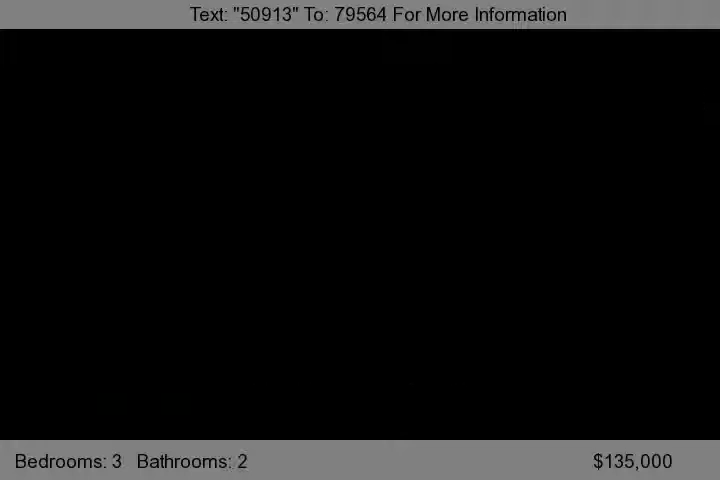 Text: "50913" To: 79564 For More Information
Bedrooms: 3 Bathrooms: 2 $135,000